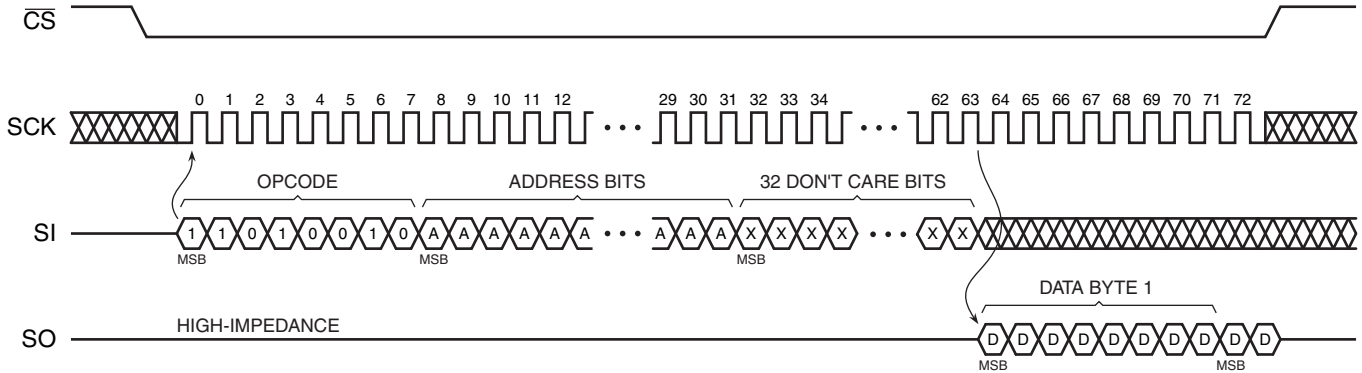 CS
SCK
0 1 2 3 4 5 6 7 8 9 10 11 12 29 30 31 32 33 34 62 63 64 65 66 67 68 69 70 71 72
OPCODE ADDRESS BITS 32 DON'T CARE BITS
SI
1 1 0 1 0 0 1 0 A A A A A A A A A X X X X X X
MSB MSB MSB
DATA BYTE 1
SO
HIGH-IMPEDANCE
D D D D D D D D D D
MSB MSB